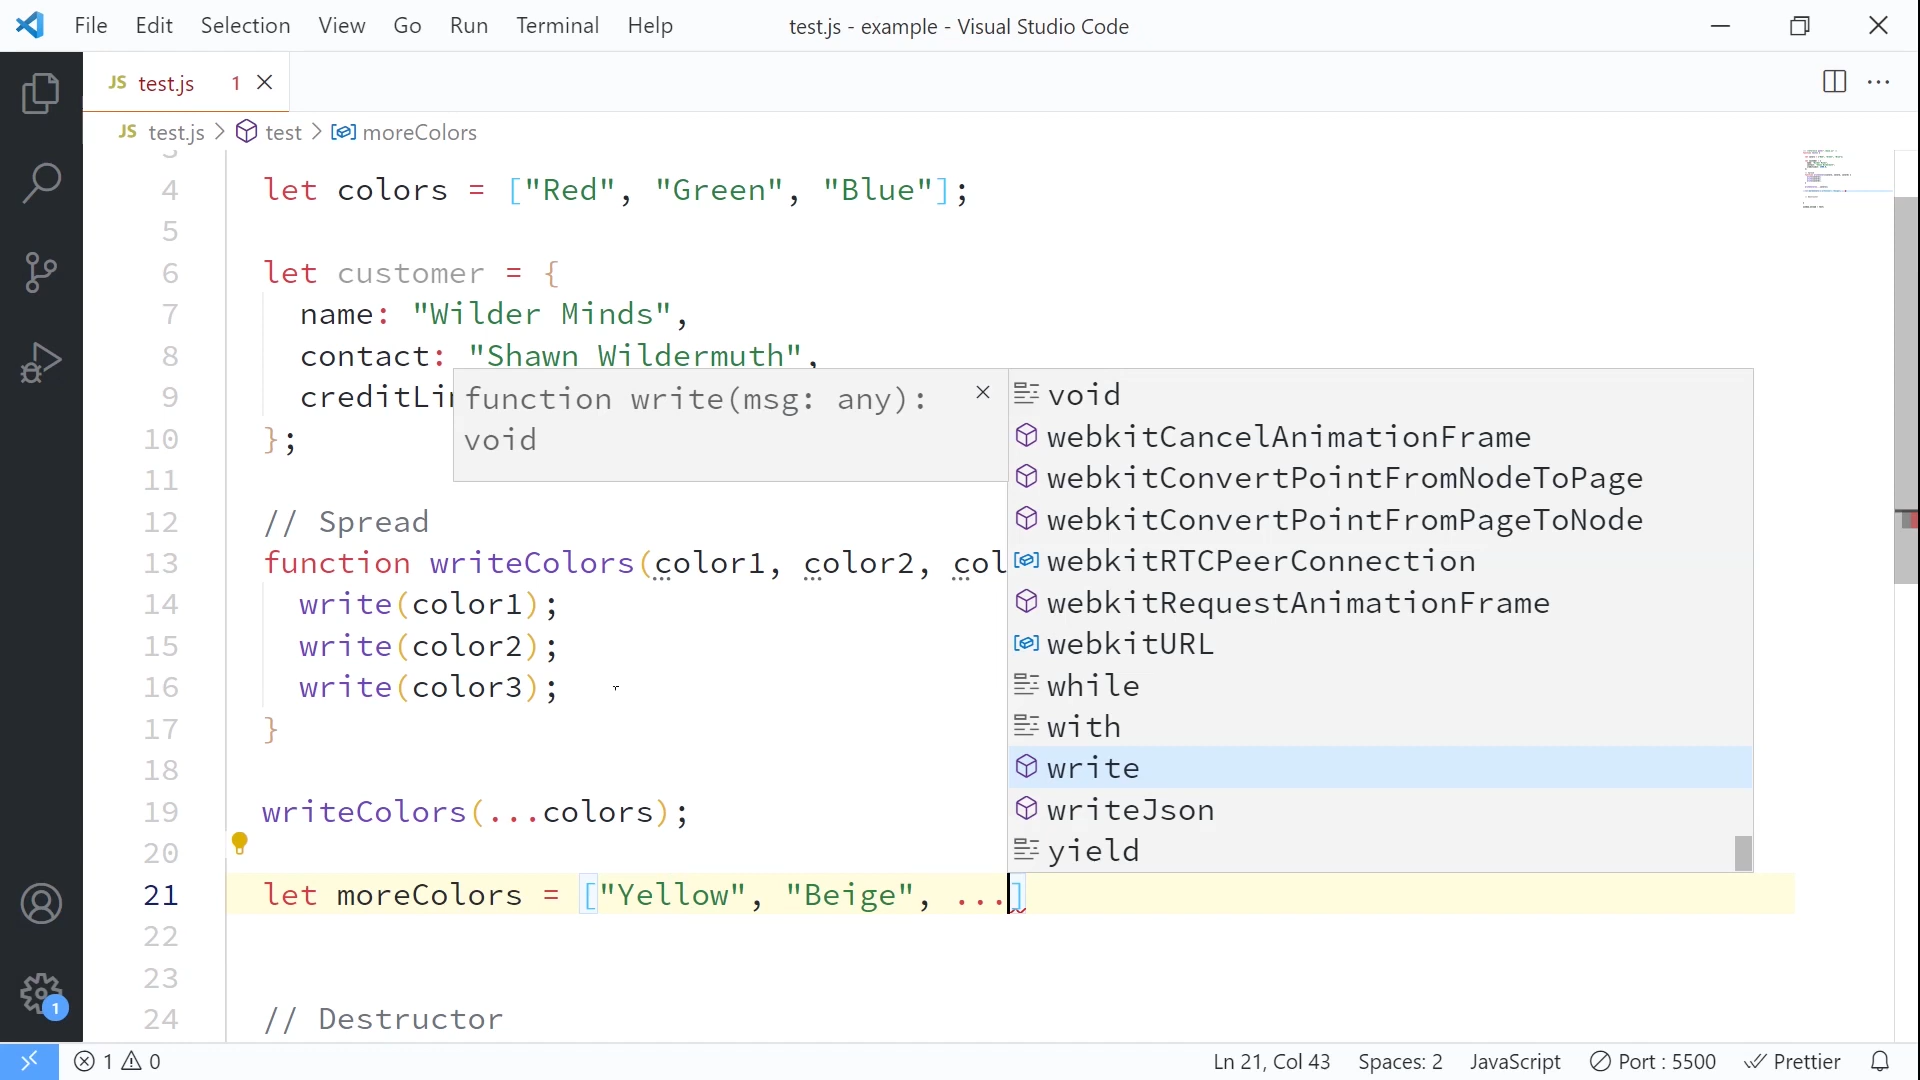 File Edit Selection View Go Run Terminal Help
test.js - example - Visual Studio Code
JS test.js 1
JS test.js > test > moreColors
4 let colors = ["Red", "Green", "Blue"];
5
6 let customer = {
7 name: "Wilder Minds",
8 contact: "Shawn Wildermuth",
9 creditLi
10 };
11
12 // Spread
13 function writeColors(color1, color2, col
14 write(color1);
15 write(color2);
16 write(color3);
17 }
18
19 writeColors(...colors);
20
21 let moreColors = ["Yellow", "Beige", ...]
22
23
24 // Destructor
function write(msg: any):
void
void
webkitCancelAnimationFrame
webkitConvertPointFromNodeToPage
webkitConvertPointFromPageToNode
webkitRTCPeerConnection
webkitRequestAnimationFrame
webkitURL
while
with
write
writeJson
yield
1
1 0
Ln 21, Col 43 Spaces: 2 JavaScript Port : 5500 Prettier